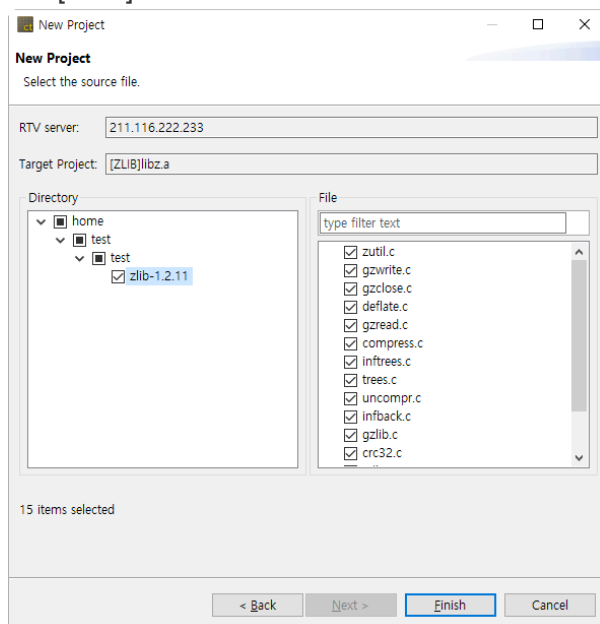 New Project
New Project
Select the source file.
RTV server: 211.116.222.233
Target Project: [ZLIB]libz.a
Directory
home
test
test
zlib-1.2.11
File
type filter text
zutil.c
gzwrite.c
gzclose.c
deflate.c
gzread.c
compress.c
inftrees.c
trees.c
uncompr.c
infback.c
gzlib.c
crc32.c
15 items selected
< Back
Next >
Finish
Cancel